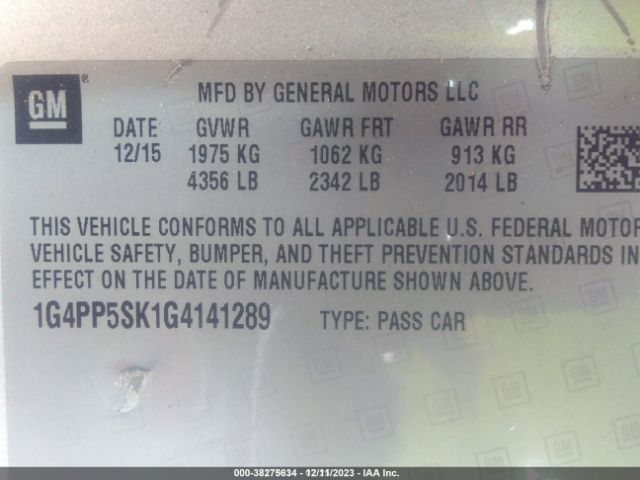 GM ®
MFD BY GENERAL MOTORS LLC
DATE GVWR GAWR FRT GAWR RR
12/15 1975 KG 1062 KG 913 KG
4356 LB 2342 LB 2014 LB
THIS VEHICLE CONFORMS TO ALL APPLICABLE U.S. FEDERAL MOTOR
VEHICLE SAFETY, BUMPER, AND THEFT PREVENTION STANDARDS IN
EFFECT ON THE DATE OF MANUFACTURE SHOWN ABOVE.
1G4PP5SK1G4141289 TYPE: PASS CAR
000-38275634 - 12/11/2023 - IAA Inc.